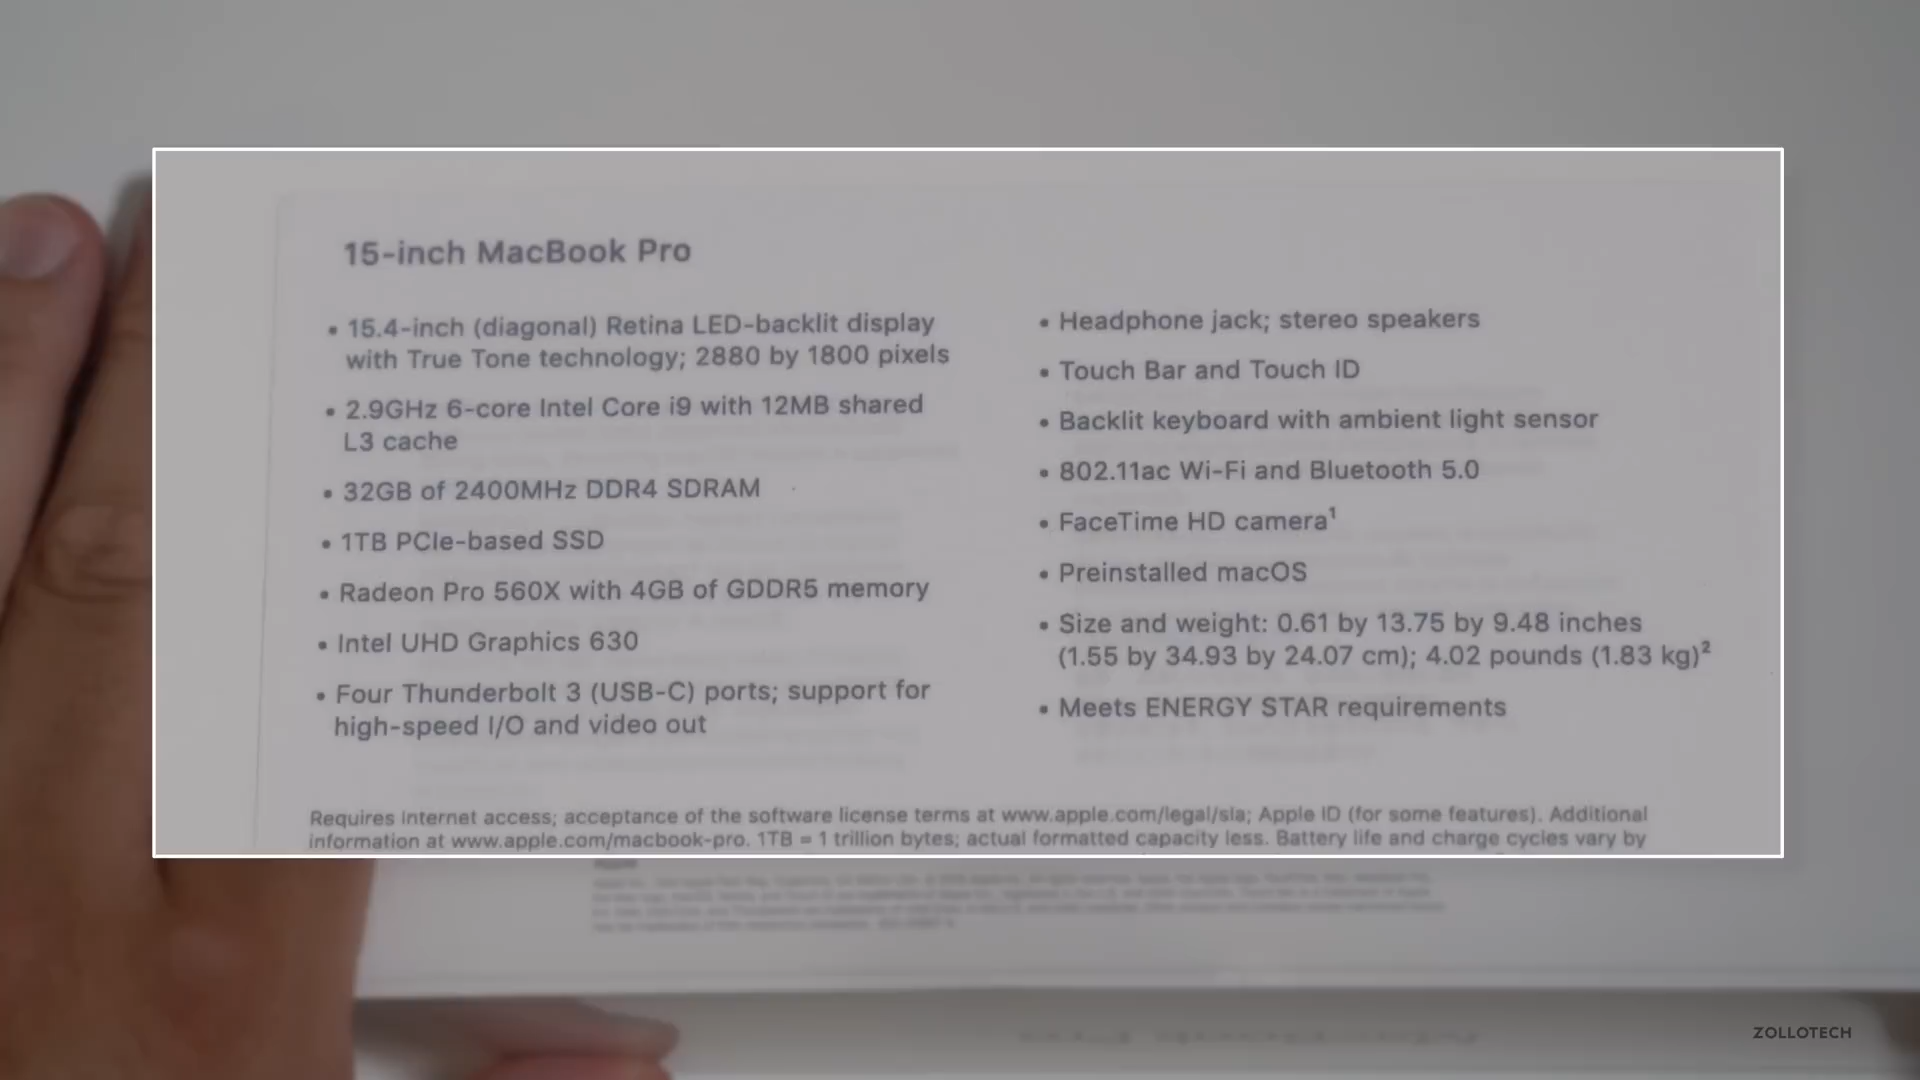 15-inch MacBook Pro
• 15.4-inch (diagonal) Retina LED-backlit display
with True Tone technology; 2880 by 1800 pixels
• 2.9GHz 6-core Intel Core i9 with 12MB shared
L3 cache
• 32GB of 2400MHz DDR4 SDRAM
• 1TB PCIe-based SSD
• Radeon Pro 560X with 4GB of GDDR5 memory
• Intel UHD Graphics 630
• Four Thunderbolt 3 (USB-C) ports; support for
high-speed I/O and video out
• Headphone jack; stereo speakers
• Touch Bar and Touch ID
• Backlit keyboard with ambient light sensor
• 802.11ac Wi-Fi and Bluetooth 5.0
• FaceTime HD camera¹
• Preinstalled macOS
• Size and weight: 0.61 by 13.75 by 9.48 inches
(1.55 by 34.93 by 24.07 cm); 4.02 pounds (1.83 kg)²
• Meets ENERGY STAR requirements
Requires Internet access; acceptance of the software license terms at www.apple.com/legal/sla; Apple ID (for some features). Additional
information at www.apple.com/macbook-pro. 1TB = 1 trillion bytes; actual formatted capacity less. Battery life and charge cycles vary by
ZOLLOTECH